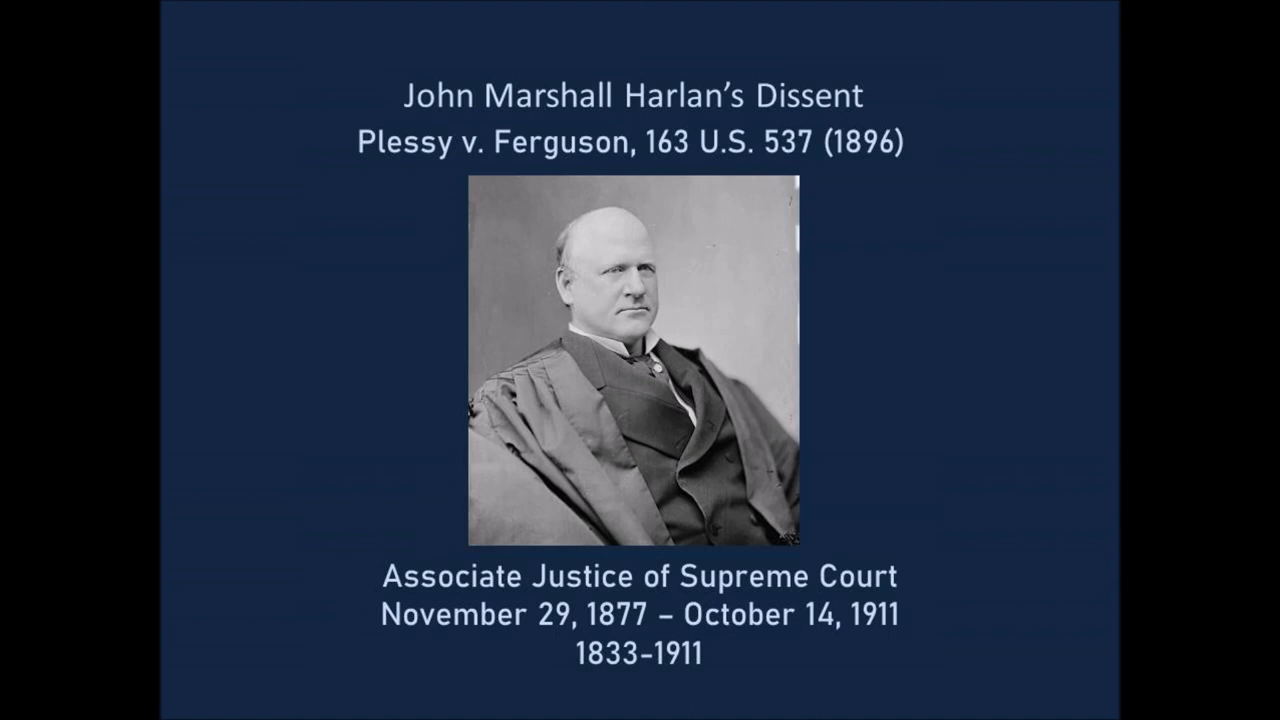 John Marshall Harlan’s Dissent
Plessy v. Ferguson, 163 U.S. 537 (1896)
Associate Justice of Supreme Court
November 29, 1877 – October 14, 1911
1833-1911